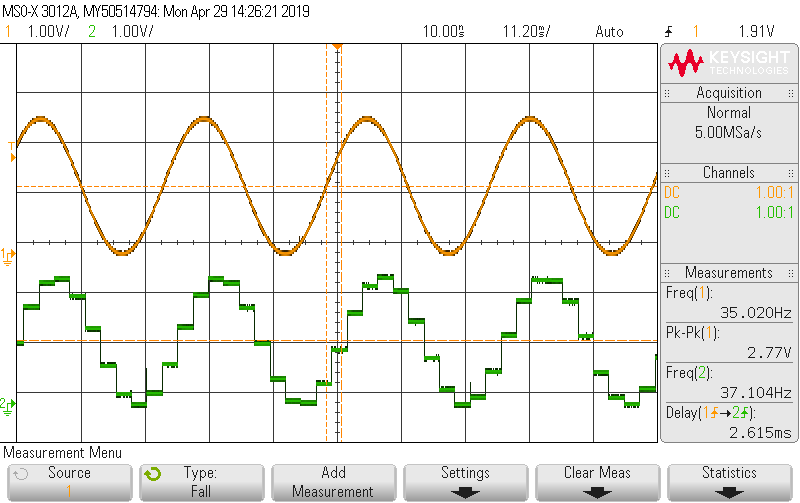 MSO-X 3012A, MY50514794: Mon Apr 29 14:26:21 2019
1 1.00V/ 2 1.00V/ 10.00s/ 11.20s/ Auto 1 1.91V
KEYSIGHT
TECHNOLOGIES
Acquisition
Normal
5.00MSa/s
Channels
DC 1.00:1
DC 1.00:1
Measurements
Freq(1):
35.020Hz
Pk-Pk(1):
2.77V
Freq(2):
37.104Hz
Delay(1→2):
2.615ms
T
1
2
Measurement Menu
Source
1
Type:
Fall
Add
Measurement
Settings
Clear Meas
Statistics